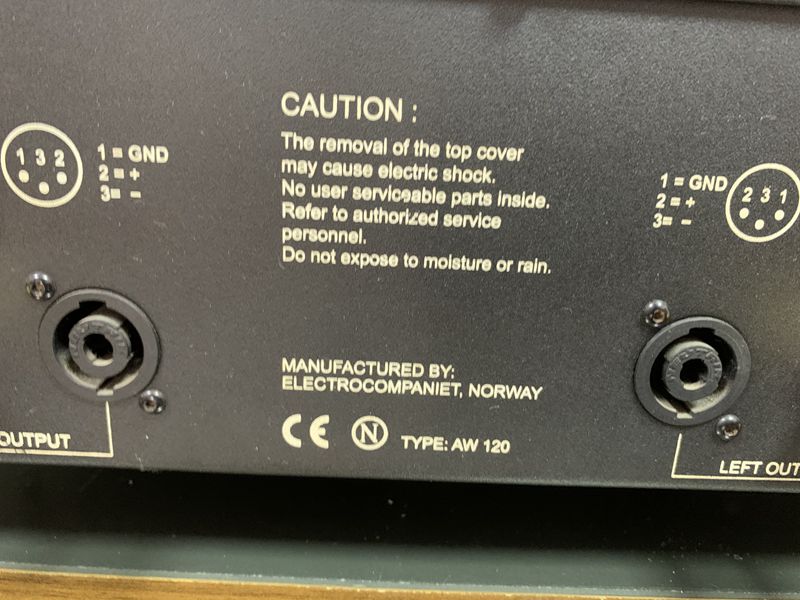 CAUTION :
The removal of the top cover
may cause electric shock.
No user serviceable parts inside.
Refer to authorized service
personnel.
Do not expose to moisture or rain.
1 3 2
1 = GND
2 = +
3= -
1 = GND
2 = +
3= -
2 3 1
MANUFACTURED BY:
ELECTROCOMPANIET, NORWAY
CE N TYPE: AW 120
OUTPUT
LEFT OUT